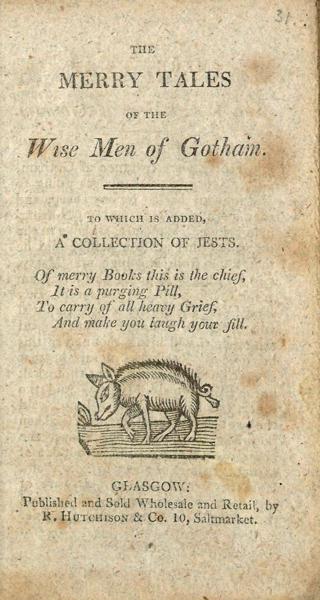 31.
THE
MERRY TALES
OF THE
Wise Men of Gotham.
TO WHICH IS ADDED,
A COLLECTION OF JESTS.
Of merry Books this is the chief,
It is a purging Pill,
To carry of all heavy Grief,
And make you laugh your fill.
GLASGOW:
Published and Sold Wholesale and Retail, by
R. HUTCHISON & Co. 10, Saltmarket.